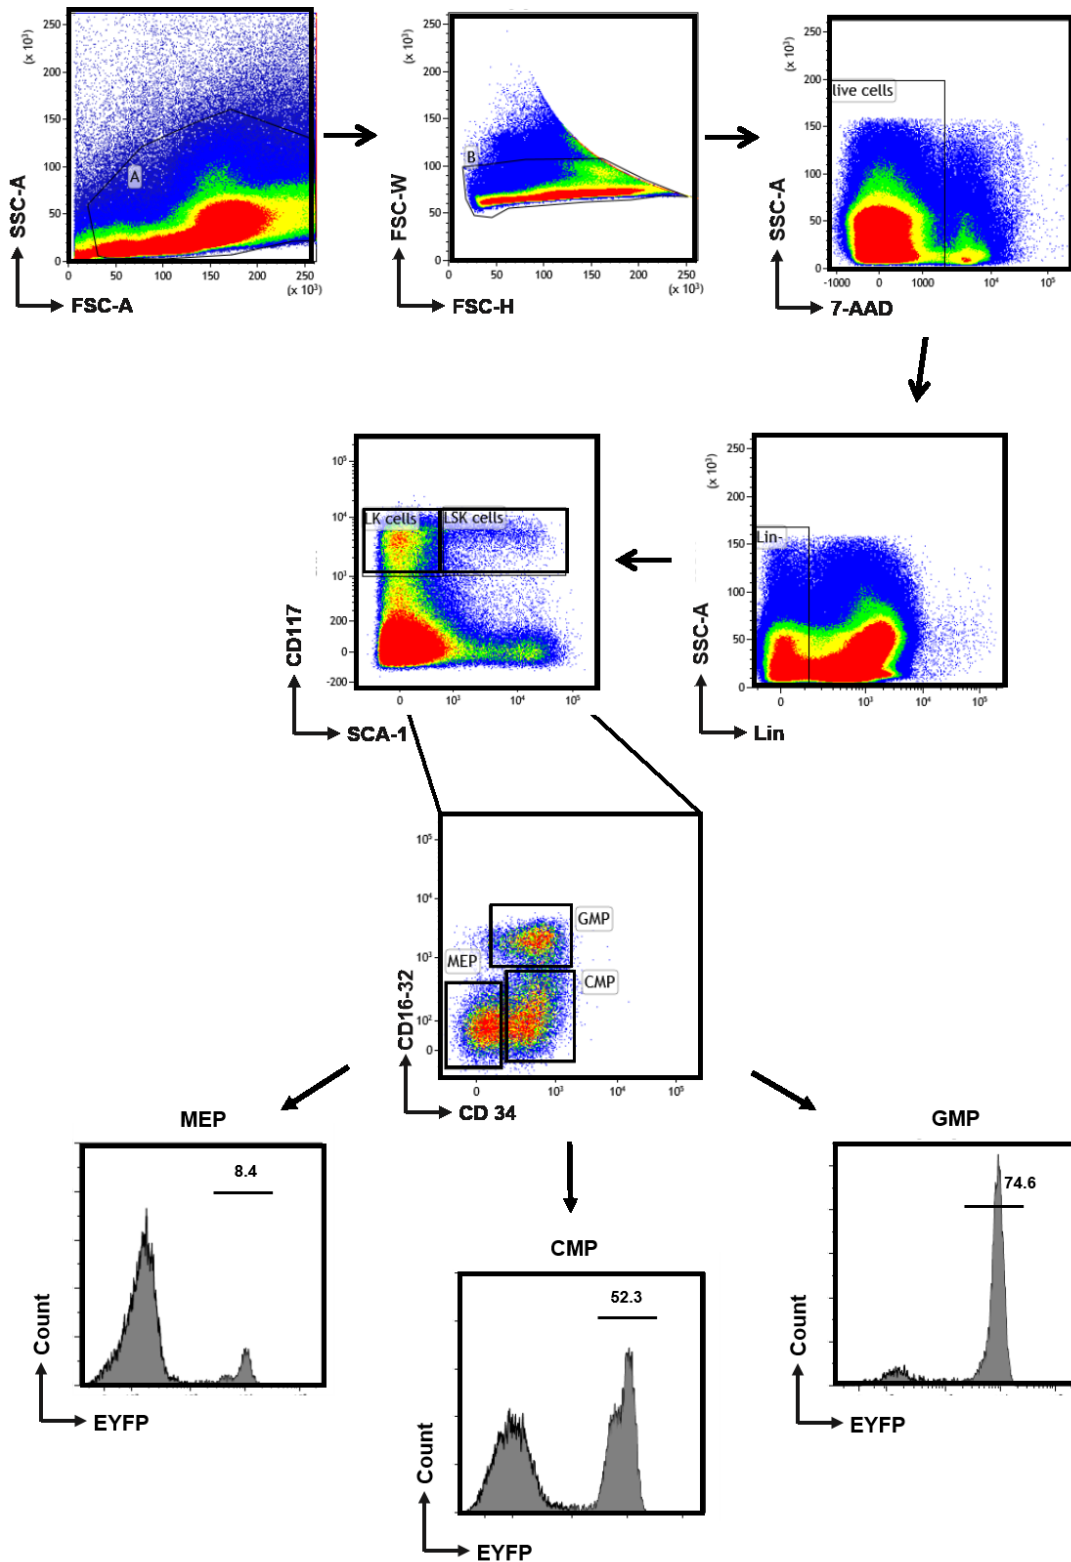 (x 10³)
250
200
150
100
50
0
SSC-A
A
0 50 100 150 200 250
(x 10³)
FSC-A
(x 10³)
250
200
150
100
50
0
FSC-W
B
0 50 100 150 200 250
(x 10³)
FSC-H
(x 10³)
250
200
150
100
50
0
SSC-A
live cells
-1000 0 1000 10⁴ 10⁵
7-AAD
10⁵
10⁴
10³
200
0
-200
CD117
LK cells
LSK cells
0 10³ 10⁴ 10⁵
SCA-1
(x 10³)
250
200
150
100
50
0
SSC-A
Lin-
0 10³ 10⁴ 10⁵
Lin
10⁵
10⁴
10³
10²
0
CD16-32
GMP
MEP
CMP
0 10³ 10⁴ 10⁵
CD 34
MEP
8.4
Count
EYFP
CMP
52.3
Count
EYFP
GMP
74.6
Count
EYFP